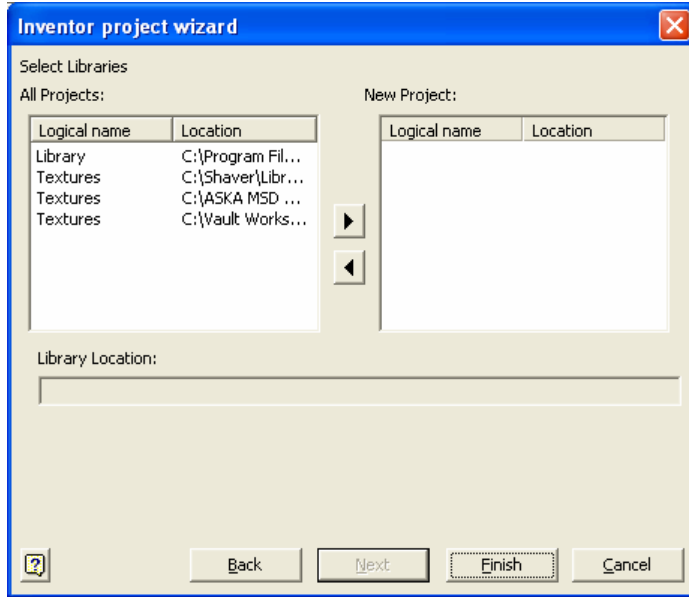 Inventor project wizard
Select Libraries
All Projects:
New Project:
Logical name Location
Logical name Location
Library C:\Program Fil...
Textures C:\Shaver\Libr...
Textures C:\ASKA MSD ...
Textures C:\Vault Works...
Library Location:
? Back Next Finish Cancel